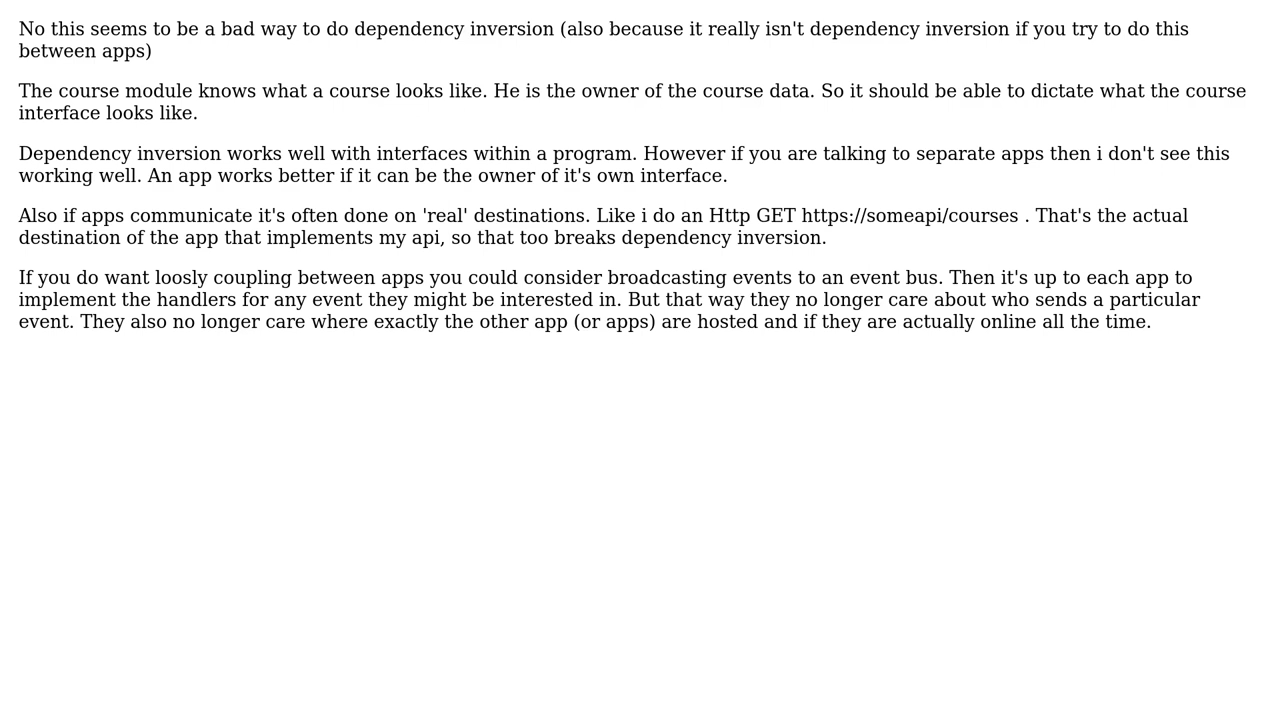 No this seems to be a bad way to do dependency inversion (also because it really isn't dependency inversion if you try to do this
between apps)
The course module knows what a course looks like. He is the owner of the course data. So it should be able to dictate what the course
interface looks like.
Dependency inversion works well with interfaces within a program. However if you are talking to separate apps then i don't see this
working well. An app works better if it can be the owner of it's own interface.
Also if apps communicate it's often done on 'real' destinations. Like i do an Http GET https://someapi/courses . That's the actual
destination of the app that implements my api, so that too breaks dependency inversion.
If you do want loosly coupling between apps you could consider broadcasting events to an event bus. Then it's up to each app to
implement the handlers for any event they might be interested in. But that way they no longer care about who sends a particular
event. They also no longer care where exactly the other app (or apps) are hosted and if they are actually online all the time.